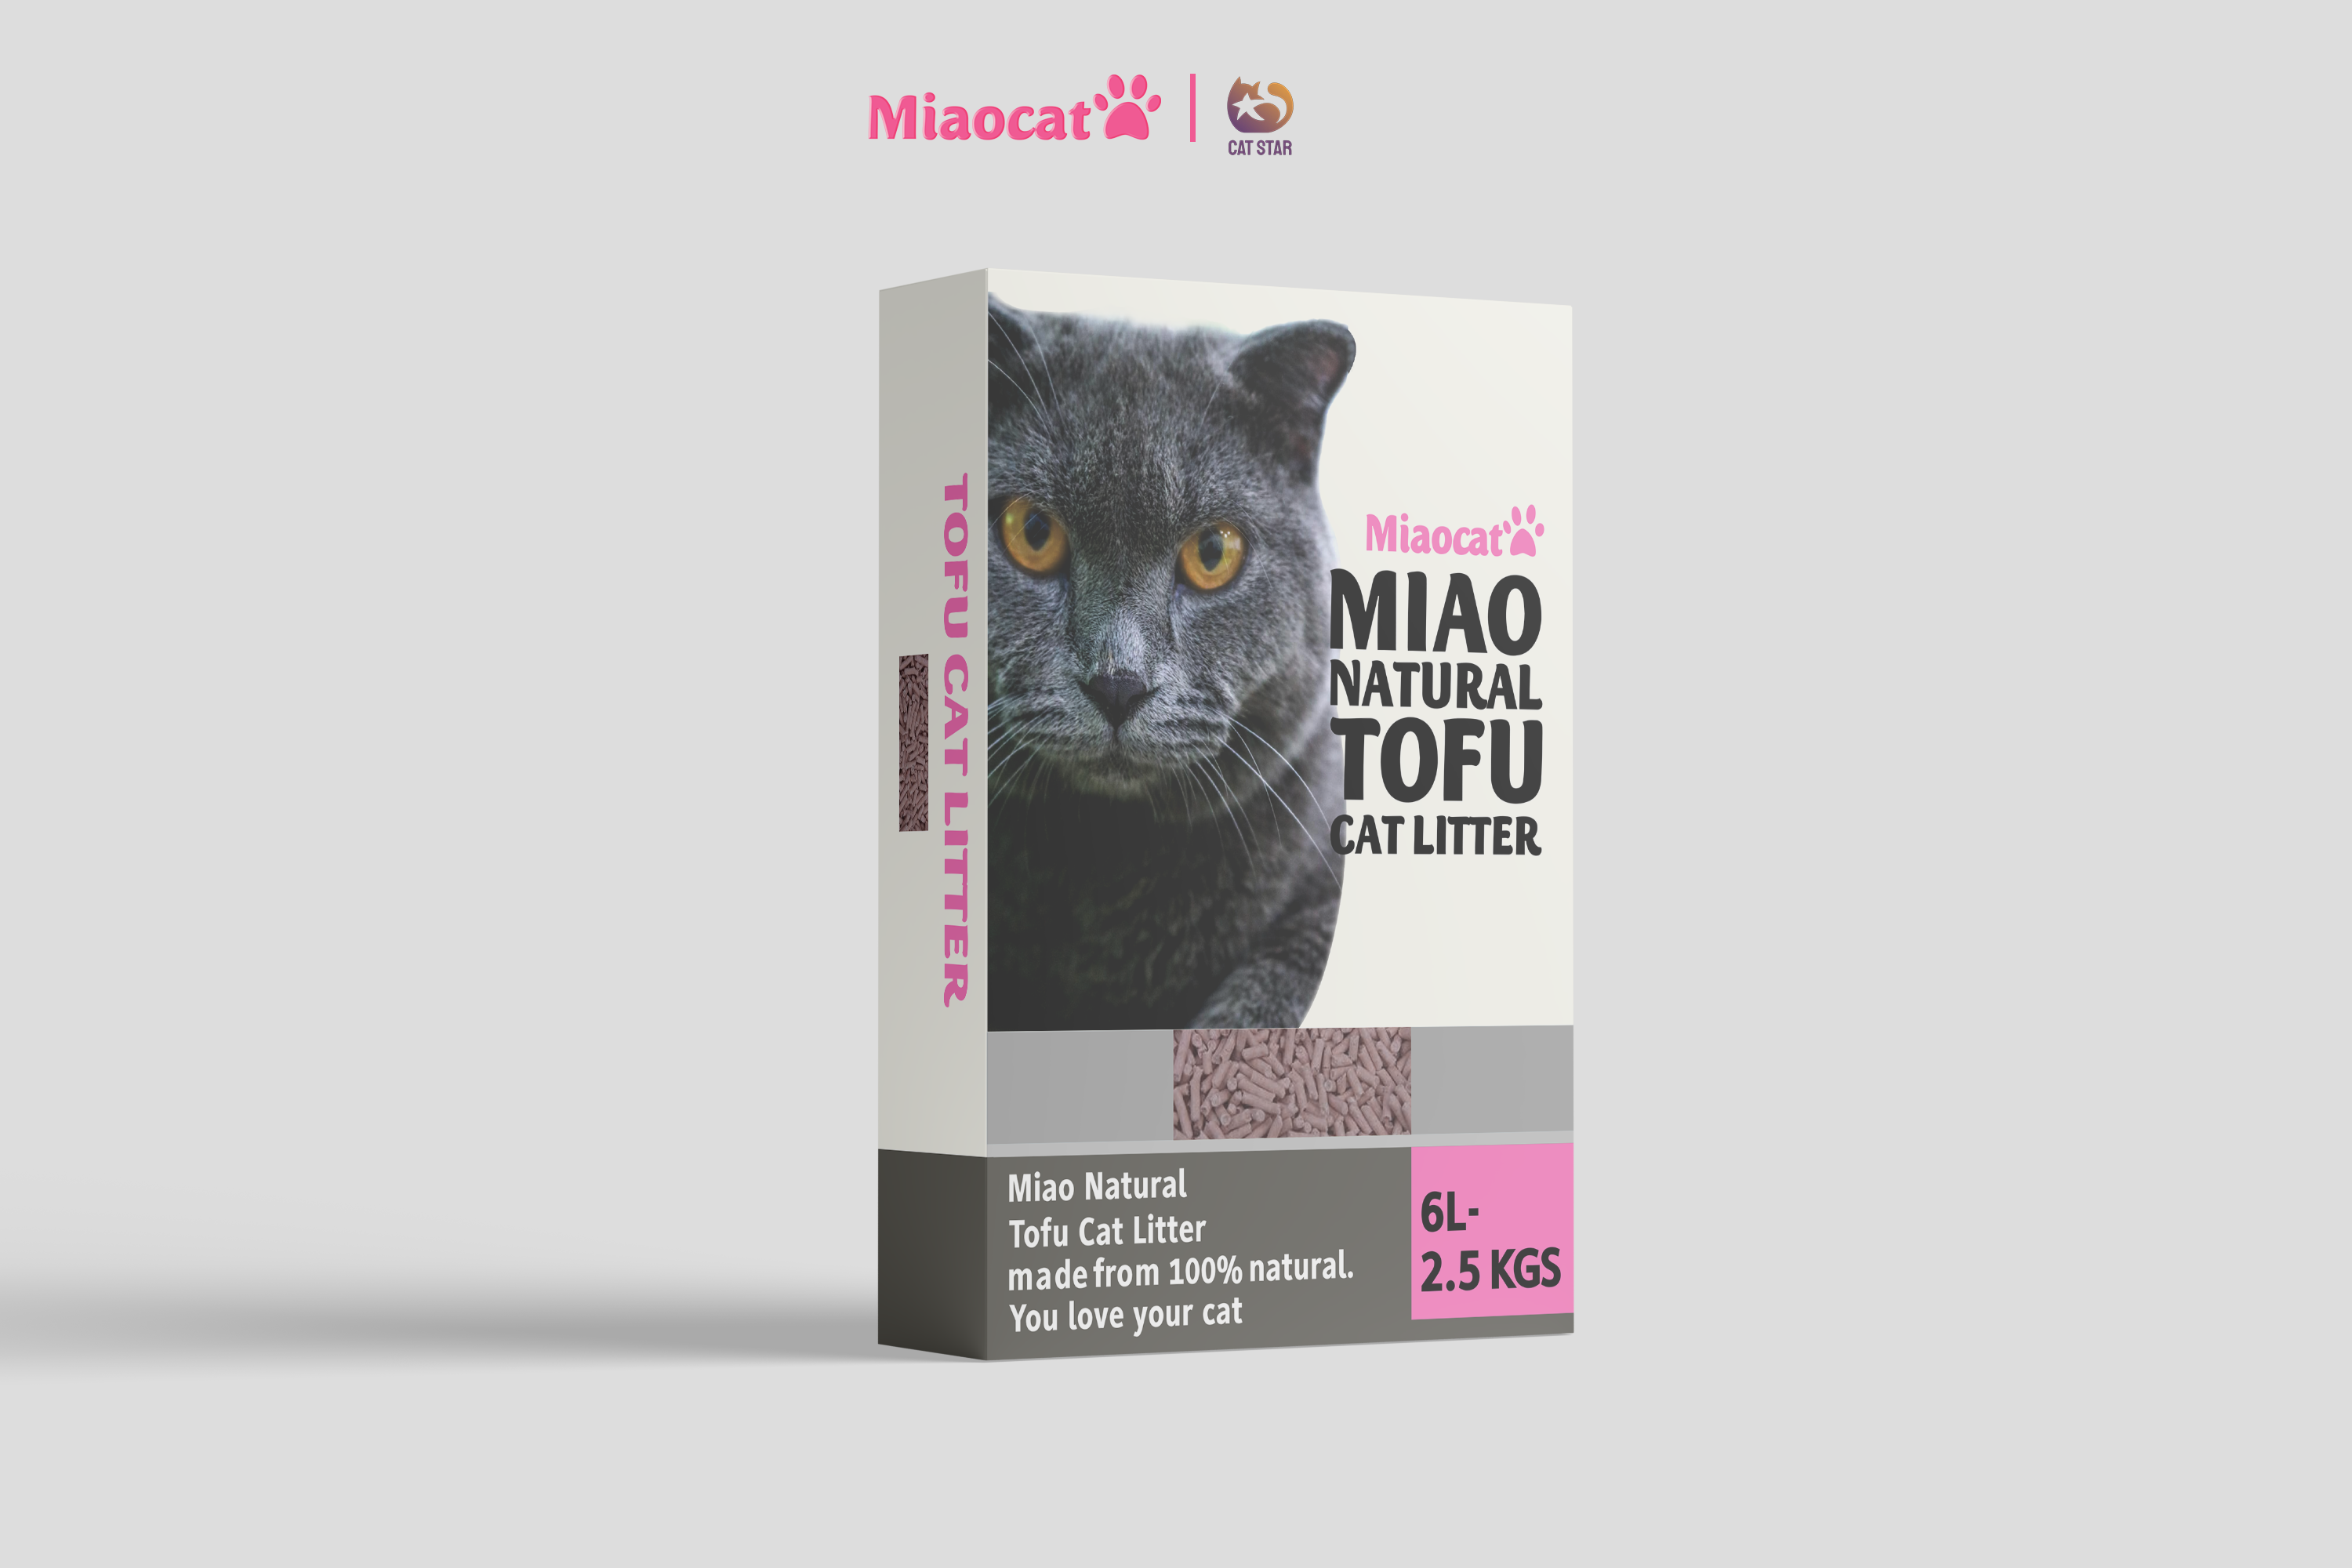 Miaocat
CAT STAR
TOFU CAT LITTER
Miaocat
MIAO
NATURAL
TOFU
CAT LITTER
Miao Natural
Tofu Cat Litter
made from 100% natural.
You love your cat
6L-
2.5 KGS